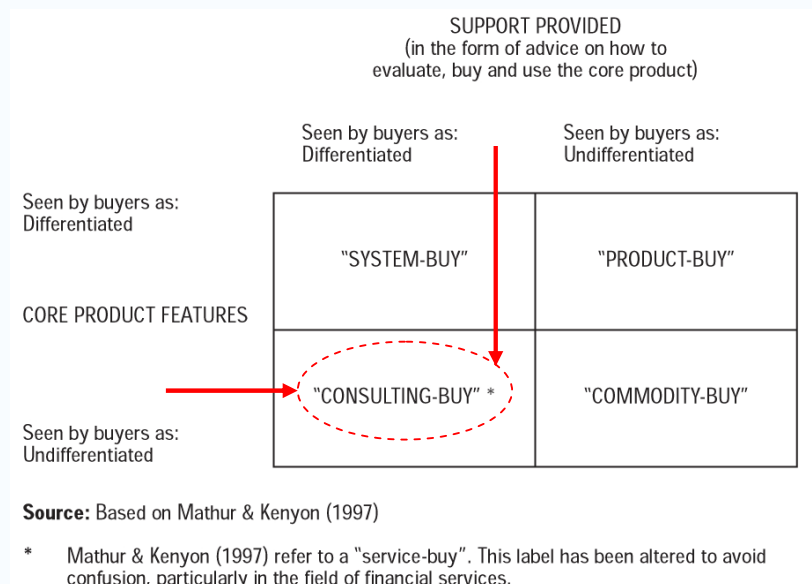 SUPPORT PROVIDED
(in the form of advice on how to
evaluate, buy and use the core product)
Seen by buyers as:
Differentiated
Seen by buyers as:
Undifferentiated
Seen by buyers as:
Differentiated
"SYSTEM-BUY"
"PRODUCT-BUY"
CORE PRODUCT FEATURES
"CONSULTING-BUY" *
"COMMODITY-BUY"
Seen by buyers as:
Undifferentiated
Source: Based on Mathur & Kenyon (1997)
* Mathur & Kenyon (1997) refer to a "service-buy". This label has been altered to avoid
confusion, particularly in the field of financial services.